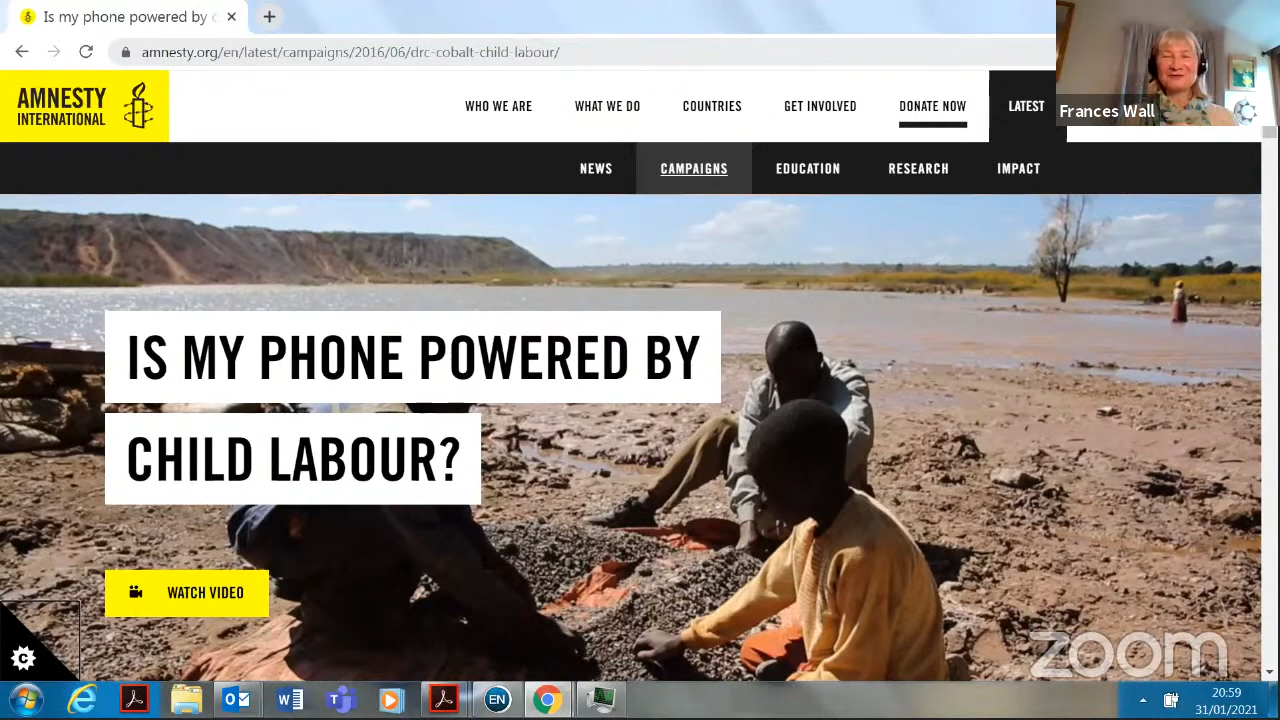 Is my phone powered by
amnesty.org/en/latest/campaigns/2016/06/drc-cobalt-child-labour/
Frances Wall
AMNESTY
INTERNATIONAL
WHO WE ARE
WHAT WE DO
COUNTRIES
GET INVOLVED
DONATE NOW
LATEST
NEWS
CAMPAIGNS
EDUCATION
RESEARCH
IMPACT
IS MY PHONE POWERED BY
CHILD LABOUR?
WATCH VIDEO
C
zoom
EN
20:59
31/01/2021